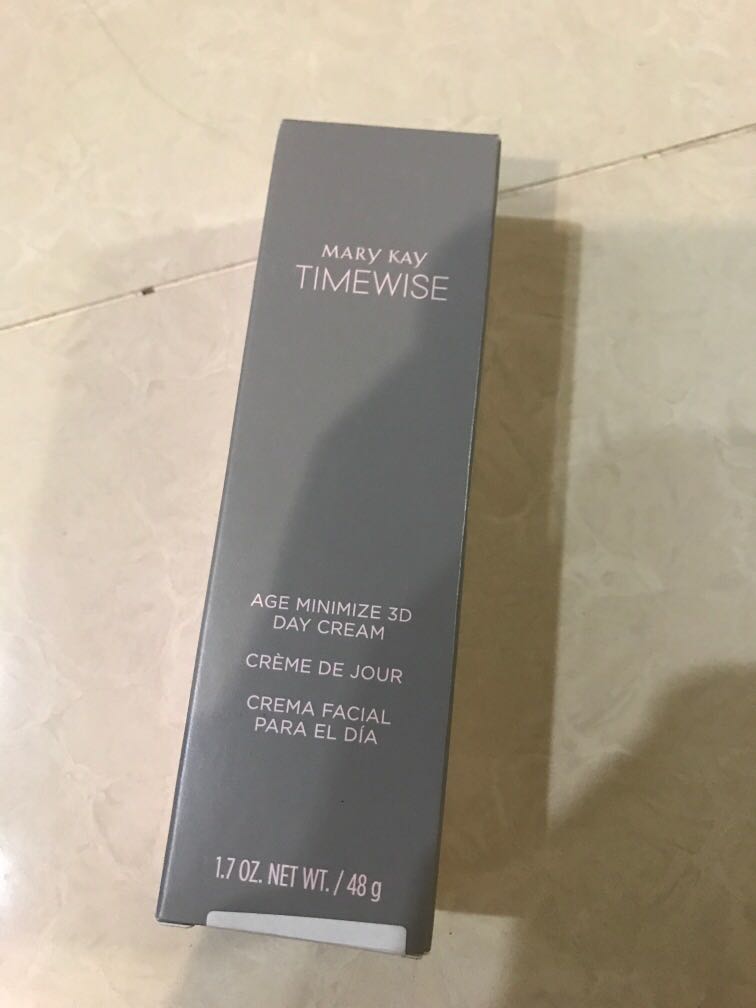 MARY KAY
TIMEWISE
AGE MINIMIZE 3D
DAY CREAM
CRÈME DE JOUR
CREMA FACIAL
PARA EL DÍA
1.7 OZ. NET WT. / 48 g